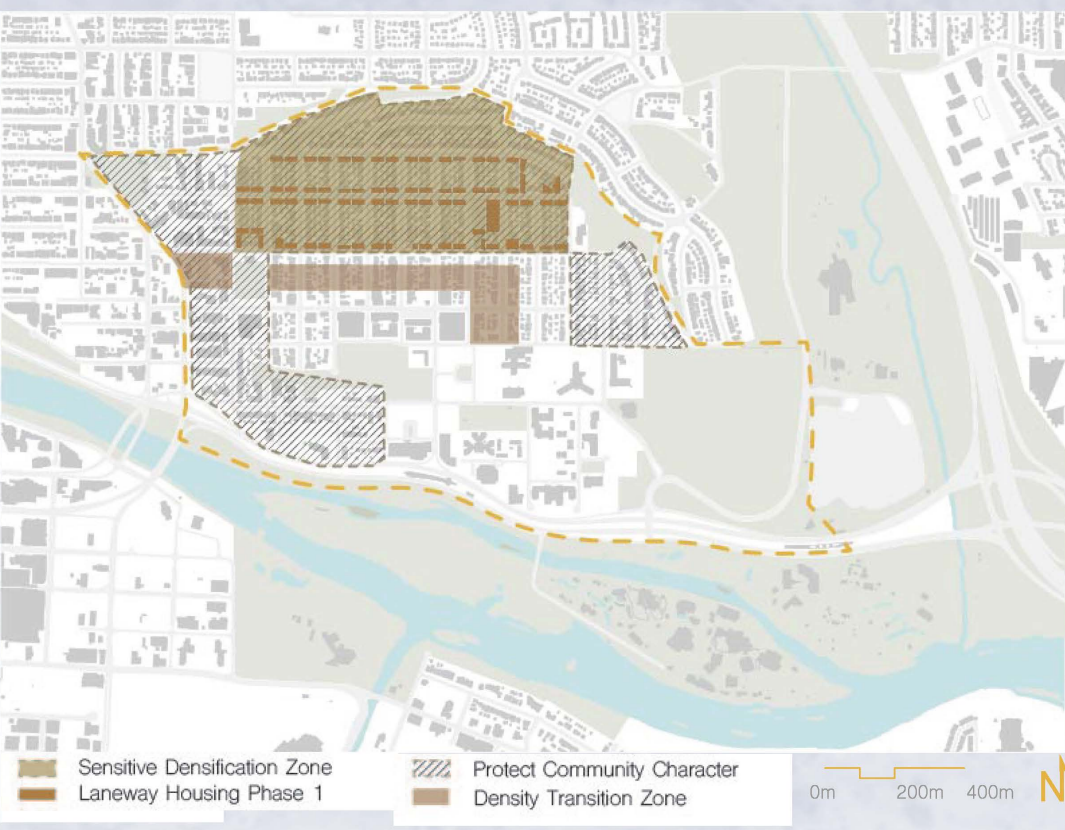 Sensitive Densification Zone
Laneway Housing Phase 1
Protect Community Character
Density Transition Zone
0m 200m 400m
N